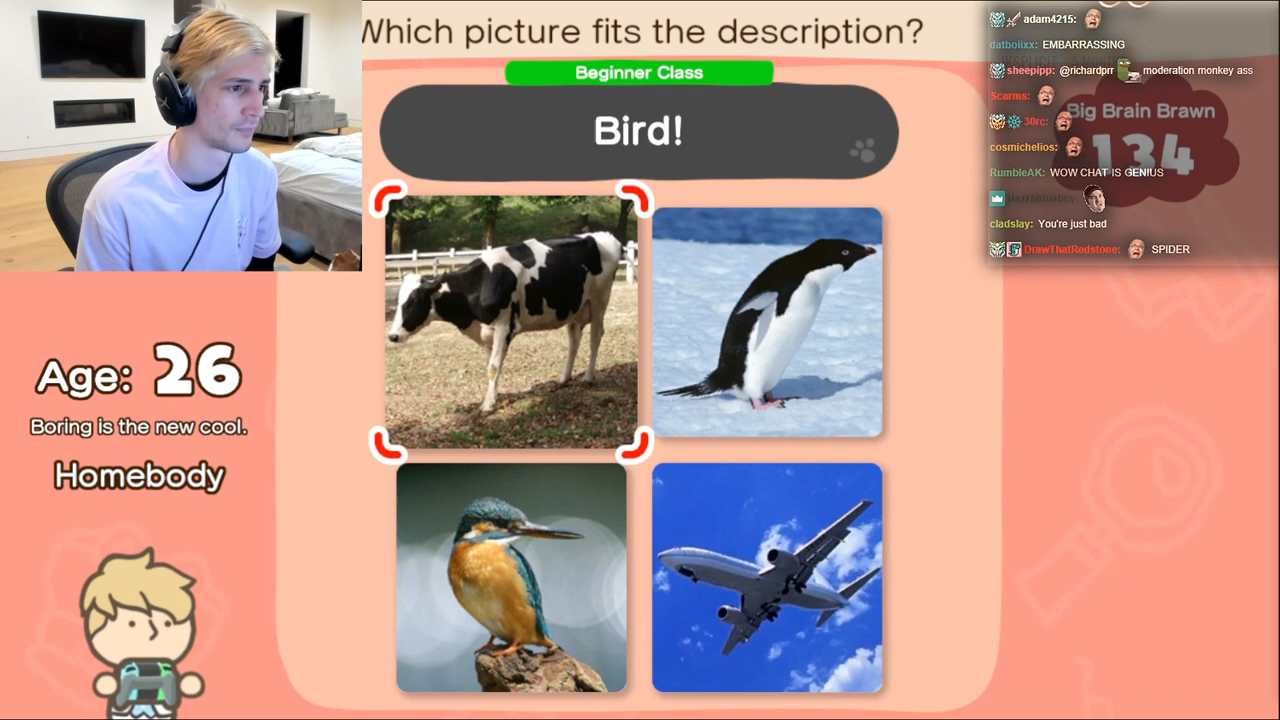 Which picture fits the description?
Beginner Class
Bird!
adam4215:
datboiixx: EMBARRASSING
sheepipp: @richardprr moderation monkey ass
Scarms:
30rc:
cosmichelios:
RumbleAK: WOW CHAT IS GENIUS
cladslay: You're just bad
DrawThatRedstone: SPIDER
Big Brain Brawn
134
Age: 26
Boring is the new cool.
Homebody